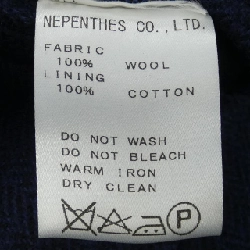 NEPENTHES CO., LTD.
FABRIC
100% WOOL
LINING
100% COTTON
DO NOT WASH
DO NOT BLEACH
WARM IRON
DRY CLEAN
P